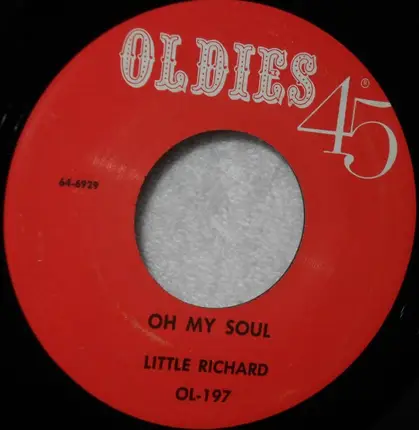 OLDIES
45®
64-6929
OH MY SOUL
LITTLE RICHARD
OL-197